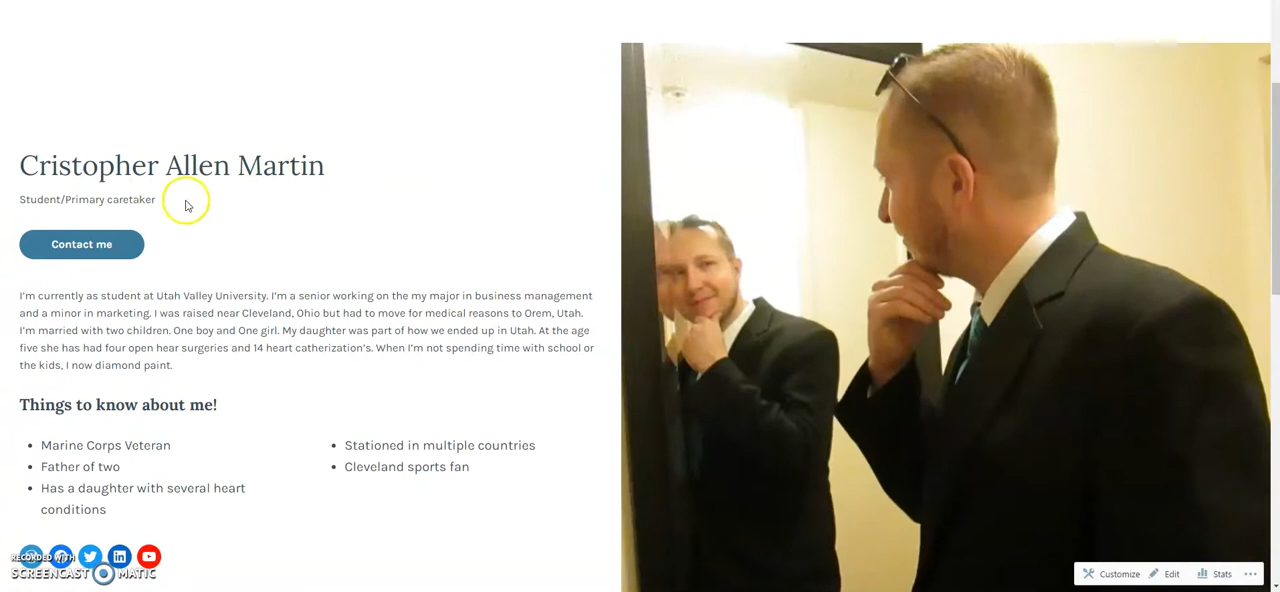 Cristopher Allen Martin
Student/Primary caretaker
Contact me
I'm currently as student at Utah Valley University. I'm a senior working on the my major in business management
and a minor in marketing. I was raised near Cleveland, Ohio but had to move for medical reasons to Orem, Utah.
I'm married with two children. One boy and One girl. My daughter was part of how we ended up in Utah. At the age
five she has had four open hear surgeries and 14 heart catherization's. When I'm not spending time with school or
the kids, I now diamond paint.
Things to know about me!
• Marine Corps Veteran
• Father of two
• Has a daughter with several heart
conditions
• Stationed in multiple countries
• Cleveland sports fan
RECORDED WITH
SCREENCAST MATIC
Customize Edit Stats